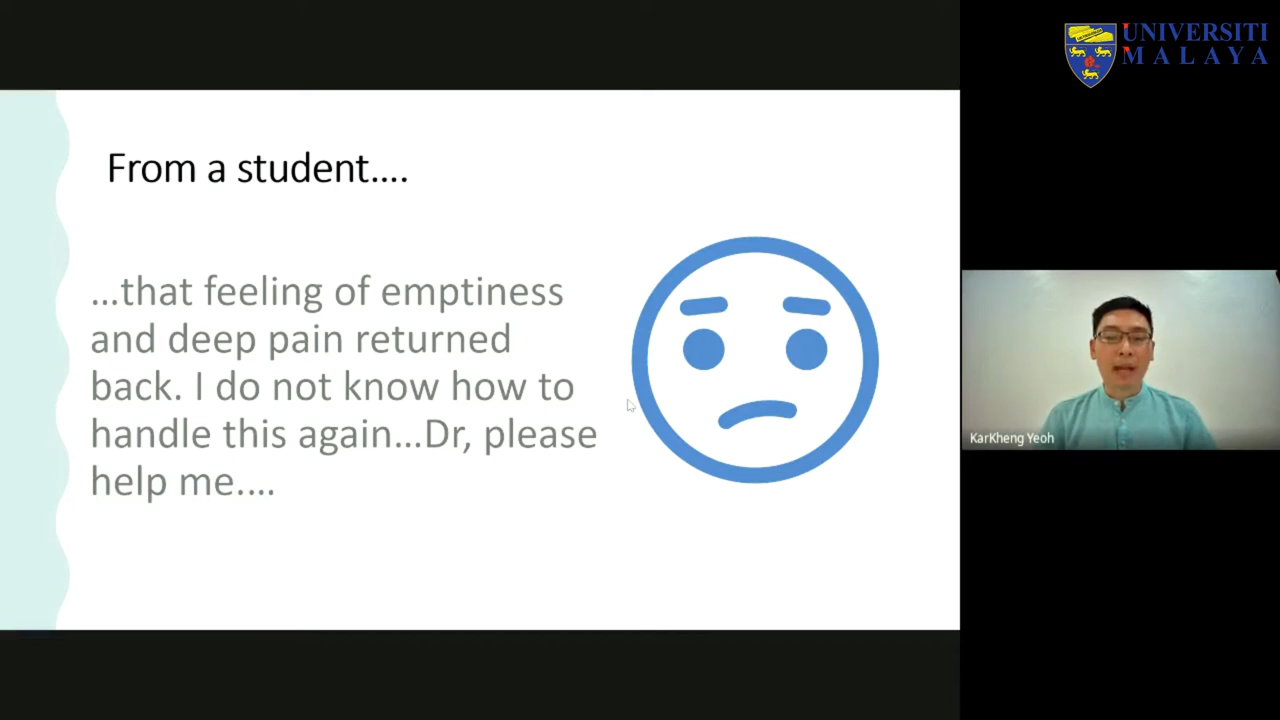 From a student....
...that feeling of emptiness
and deep pain returned
back. I do not know how to
handle this again...Dr, please
help me....
UNIVERSITI
MALAYA
KarKheng Yeoh